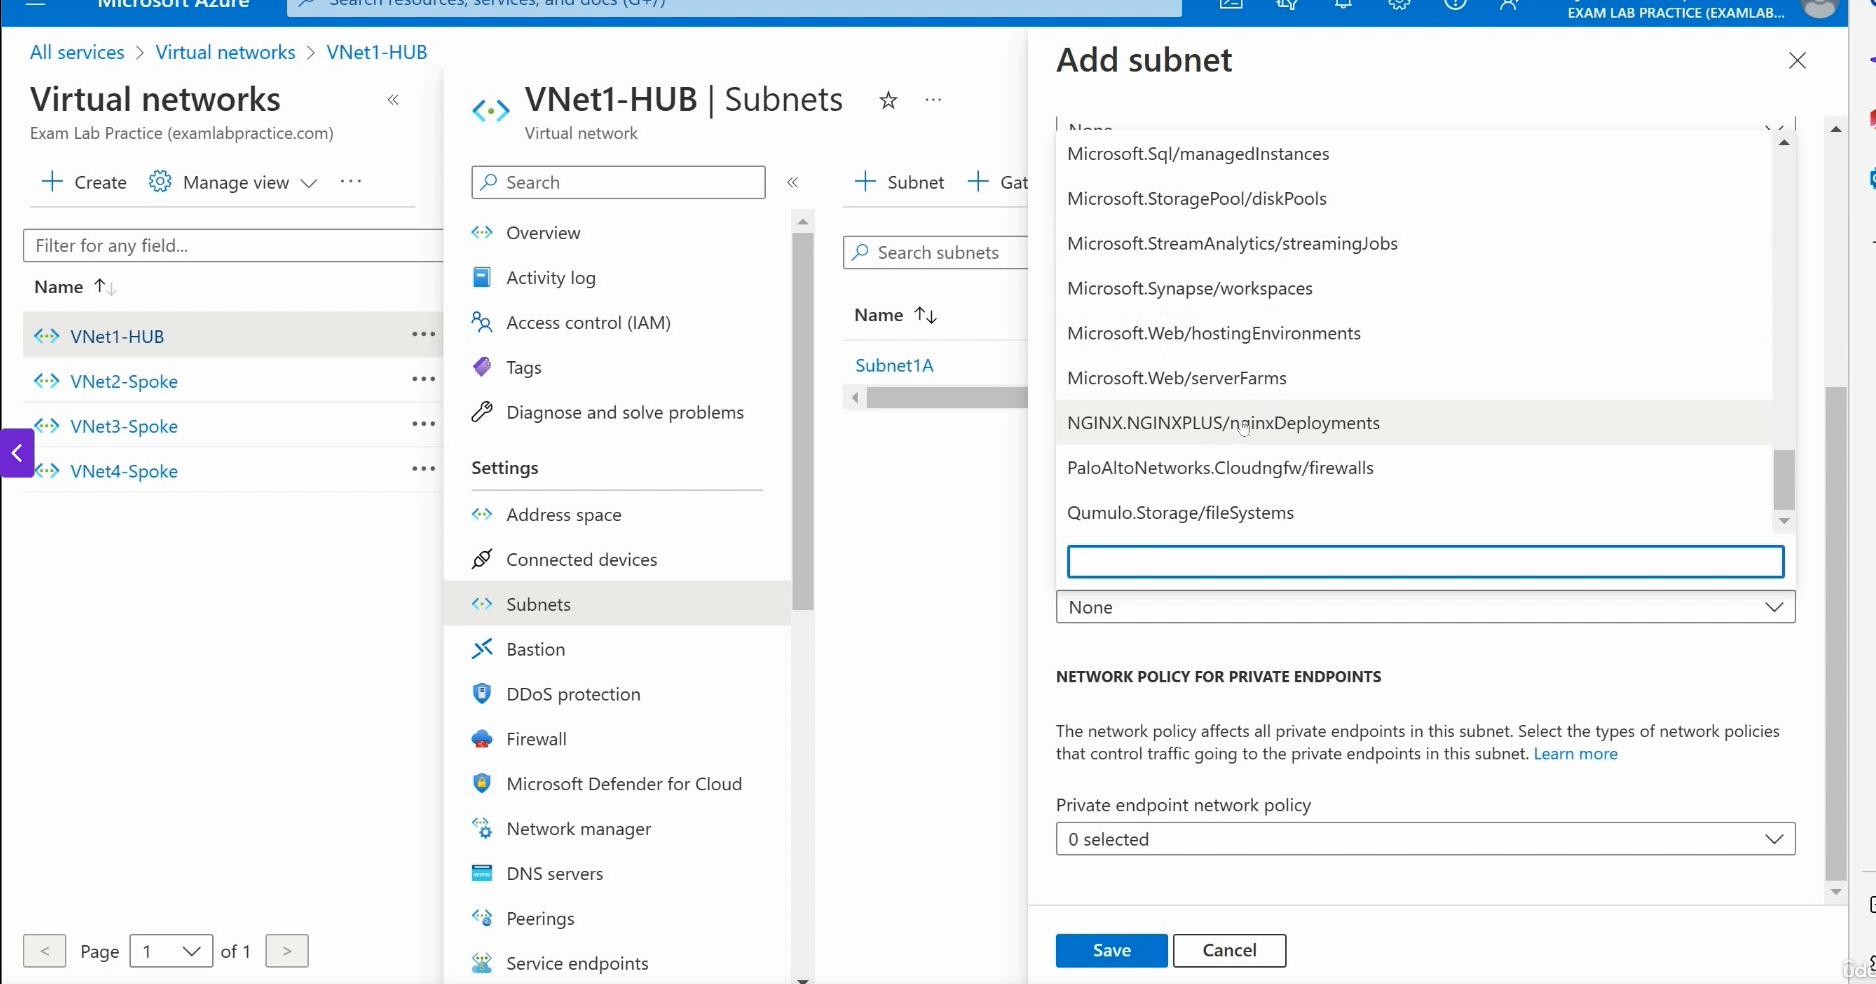 Microsoft Azure
Search resources, services, and docs (G+/)
EXAM LAB PRACTICE (EXAMLAB...
All services > Virtual networks > VNet1-HUB
Virtual networks
«
Exam Lab Practice (examlabpractice.com)
+ Create
Manage view
...
Filter for any field...
Name ↑↓
VNet1-HUB
...
VNet2-Spoke
...
VNet3-Spoke
...
VNet4-Spoke
...
< Page 1 of 1 >
VNet1-HUB | Subnets
...
Virtual network
Search
«
Overview
Activity log
Access control (IAM)
Tags
Diagnose and solve problems
Settings
Address space
Connected devices
Subnets
Bastion
DDoS protection
Firewall
Microsoft Defender for Cloud
Network manager
DNS servers
Peerings
Service endpoints
+ Subnet + Gat
Search subnets
Name ↑↓
Subnet1A
Add subnet
None
Microsoft.Sql/managedInstances
Microsoft.StoragePool/diskPools
Microsoft.StreamAnalytics/streamingJobs
Microsoft.Synapse/workspaces
Microsoft.Web/hostingEnvironments
Microsoft.Web/serverFarms
NGINX.NGINXPLUS/nginxDeployments
PaloAltoNetworks.Cloudngfw/firewalls
Qumulo.Storage/fileSystems
None
NETWORK POLICY FOR PRIVATE ENDPOINTS
The network policy affects all private endpoints in this subnet. Select the types of network policies
that control traffic going to the private endpoints in this subnet. Learn more
Private endpoint network policy
0 selected
Save
Cancel